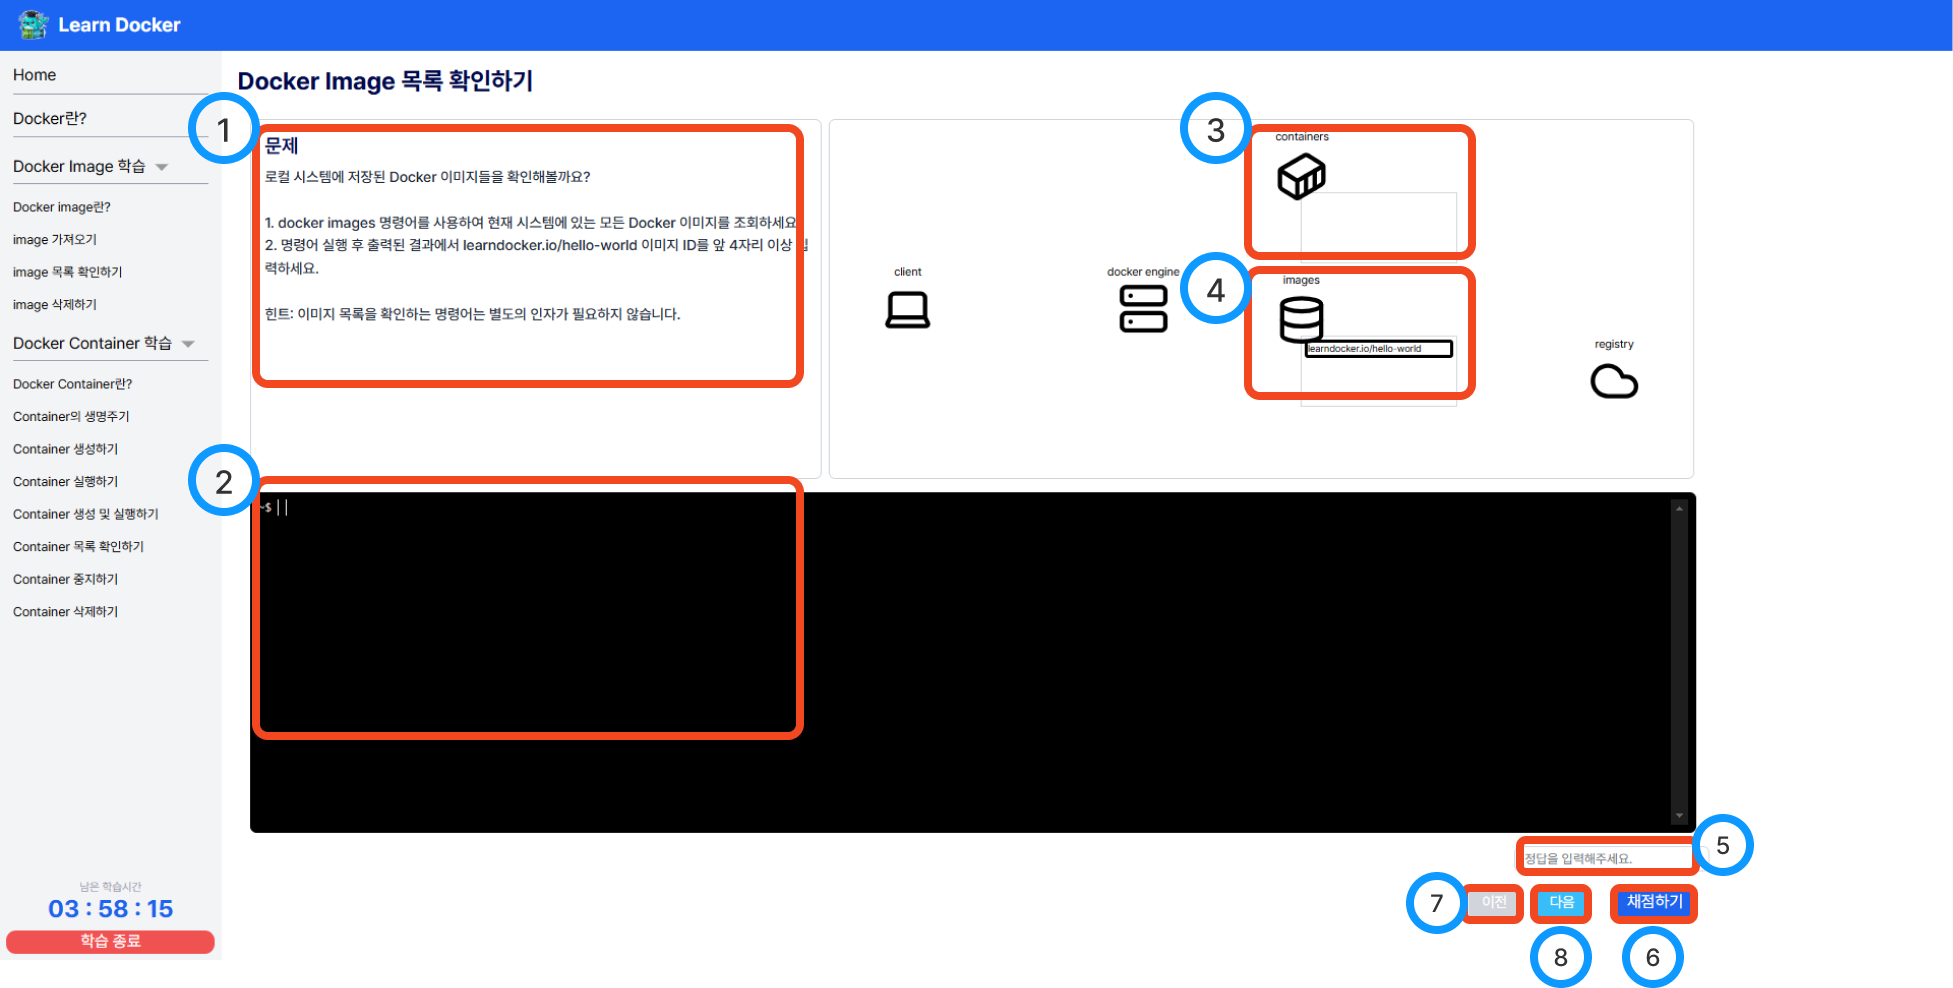 Learn Docker
Home
Docker란?
Docker Image 학습
Docker image란?
image 가져오기
image 목록 확인하기
image 삭제하기
Docker Container 학습
Docker Container란?
Container의 생명주기
Container 생성하기
Container 실행하기
Container 생성 및 실행하기
Container 목록 확인하기
Container 중지하기
Container 삭제하기
남은 학습시간
03 : 58 : 15
학습 종료
Docker Image 목록 확인하기
1
문제
로컬 시스템에 저장된 Docker 이미지들을 확인해볼까요?
1. docker images 명령어를 사용하여 현재 시스템에 있는 모든 Docker 이미지를 조회하세요
2. 명령어 실행 후 출력된 결과에서 learndocker.io/hello-world 이미지 ID를 앞 4자리 이상 입
력하세요.
힌트: 이미지 목록을 확인하는 명령어는 별도의 인자가 필요하지 않습니다.
client
docker engine
3
containers
4
images
learndocker.io/hello-world
registry
2
~$
정답을 입력해주세요.
5
7
이전
다음
채점하기
8
6